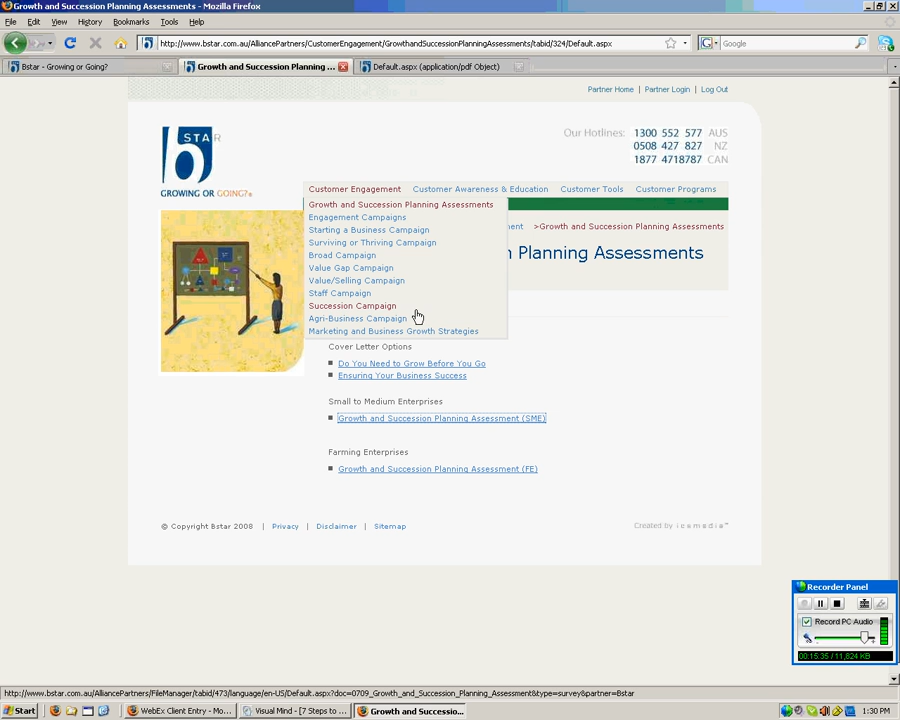 Growth and Succession Planning Assessments - Mozilla Firefox
File Edit View History Bookmarks Tools Help
http://www.bstar.com.au/AlliancePartners/CustomerEngagement/GrowthandSuccessionPlanningAssessments/tabid/324/Default.aspx
Google
Bstar - Growing or Going?
Growth and Succession Planning ...
Default.aspx (application/pdf Object)
Partner Home | Partner Login | Log Out
b STAR
GROWING OR GOING?
Our Hotlines: 1300 552 577 AUS
0508 427 827 NZ
1877 4718787 CAN
Customer Engagement Customer Awareness & Education Customer Tools Customer Programs
Growth and Succession Planning Assessments
Engagement Campaigns
Starting a Business Campaign
Surviving or Thriving Campaign
Broad Campaign
Value Gap Campaign
Value/Selling Campaign
Staff Campaign
Succession Campaign
Agri-Business Campaign
Marketing and Business Growth Strategies
ent >Growth and Succession Planning Assessments
Planning Assessments
Cover Letter Options
Do You Need to Grow Before You Go
Ensuring Your Business Success
Small to Medium Enterprises
Growth and Succession Planning Assessment (SME)
Farming Enterprises
Growth and Succession Planning Assessment (FE)
© Copyright Bstar 2008 | Privacy | Disclaimer | Sitemap
Created by icemedia™
Recorder Panel
Record PC Audio
00:15:35 / 11,824 KB
http://www.bstar.com.au/AlliancePartners/FileManager/tabid/473/language/en-US/Default.aspx?doc=0709_Growth_and_Succession_Planning_Assessment&type=survey&partner=Bstar
start
WebEx Client Entry - Mo...
Visual Mind - [7 Steps to ...
Growth and Successio...
1:30 PM